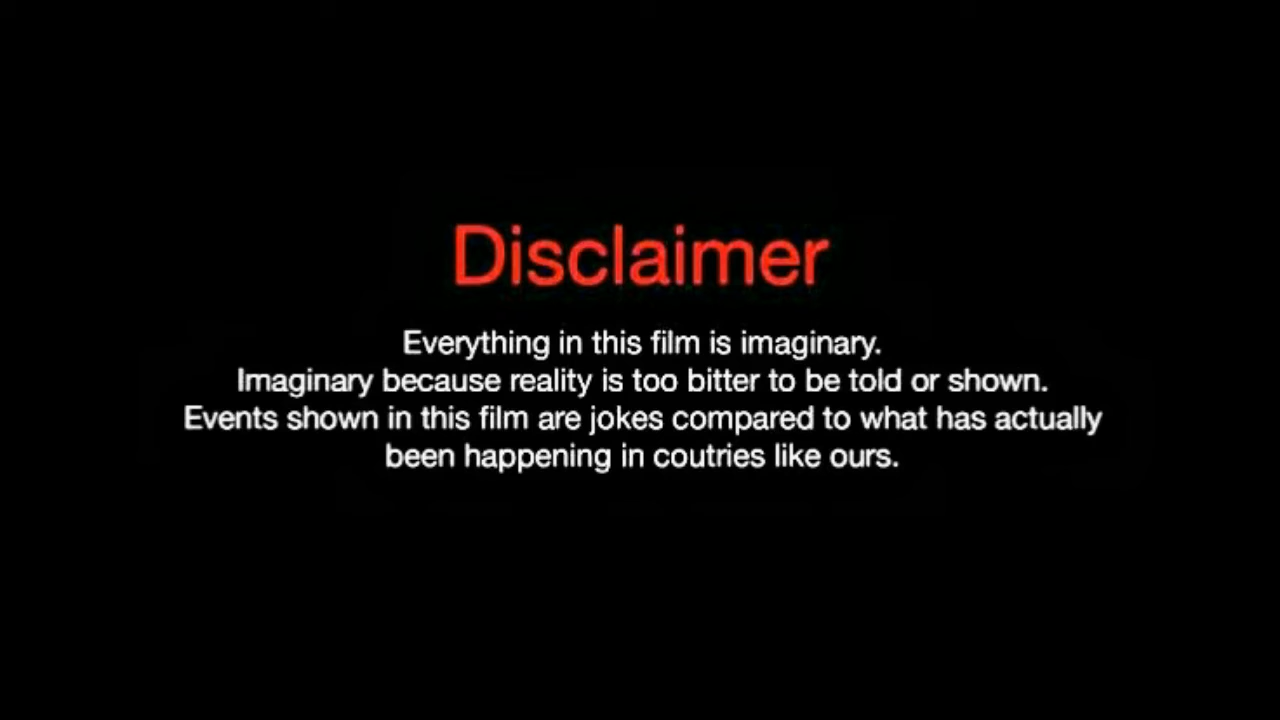 Disclaimer
Everything in this film is imaginary.
Imaginary because reality is too bitter to be told or shown.
Events shown in this film are jokes compared to what has actually
been happening in coutries like ours.